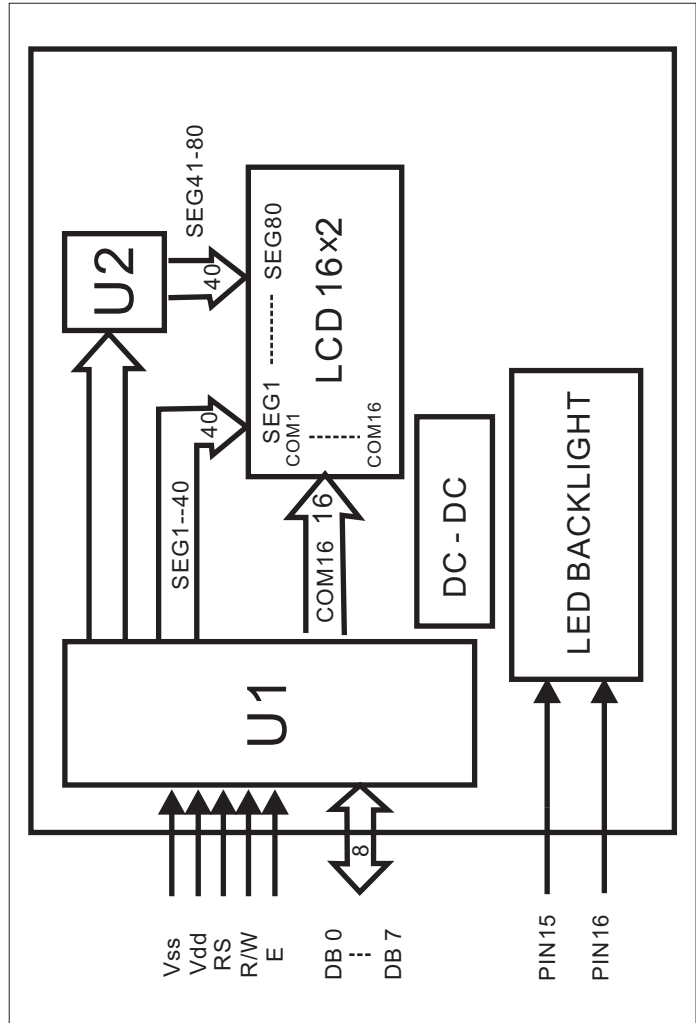 Vss
Vdd
RS
R/W
E
DB 0
DB 7
8
PIN15
PIN16
U1
SEG1--40
40
COM16
16
U2
SEG41-80
40
SEG1
SEG80
COM1
COM16
LCD 16×2
DC - DC
LED BACKLIGHT